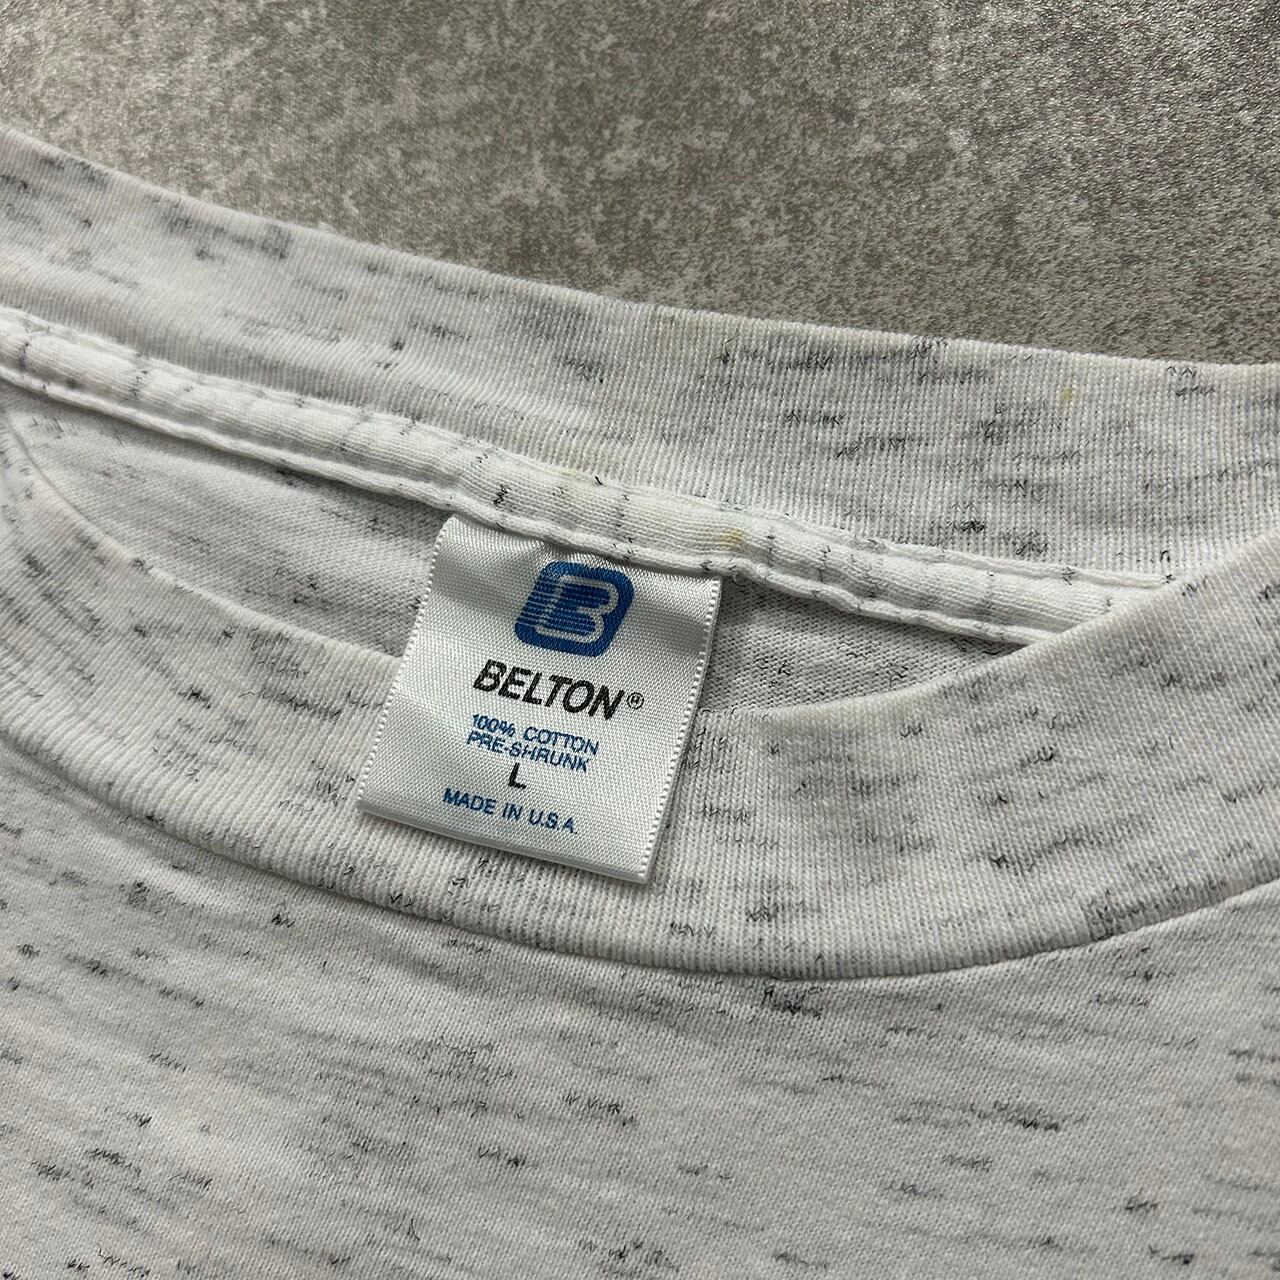 B
BELTON®
100% COTTON
PRE-SHRUNK
L
MADE IN U.S.A.